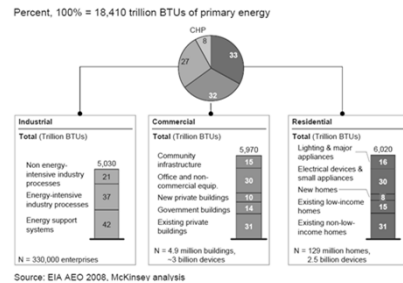 Percent, 100% = 18,410 trillion BTUs of primary energy
CHP
8
33
27
32
Industrial
Total (Trillion BTUs)
5,030
Non energy-
intensive industry
processes
21
Energy-intensive
industry processes
37
Energy support
systems
42
N = 330,000 enterprises
Commercial
Total (Trillion BTUs)
5,970
Community
infrastructure
15
Office and non-
commercial equip.
30
New private buildings
10
Government buildings
14
Existing private
buildings
31
N = 4.9 million buildings,
~3 billion devices
Residential
Total (Trillion BTUs)
6,020
Lighting & major
appliances
16
Electrical devices &
small appliances
30
New homes
8
Existing low-income
homes
15
Existing non-low-
income homes
31
N = 129 million homes,
2.5 billion devices
Source: EIA AEO 2008, McKinsey analysis